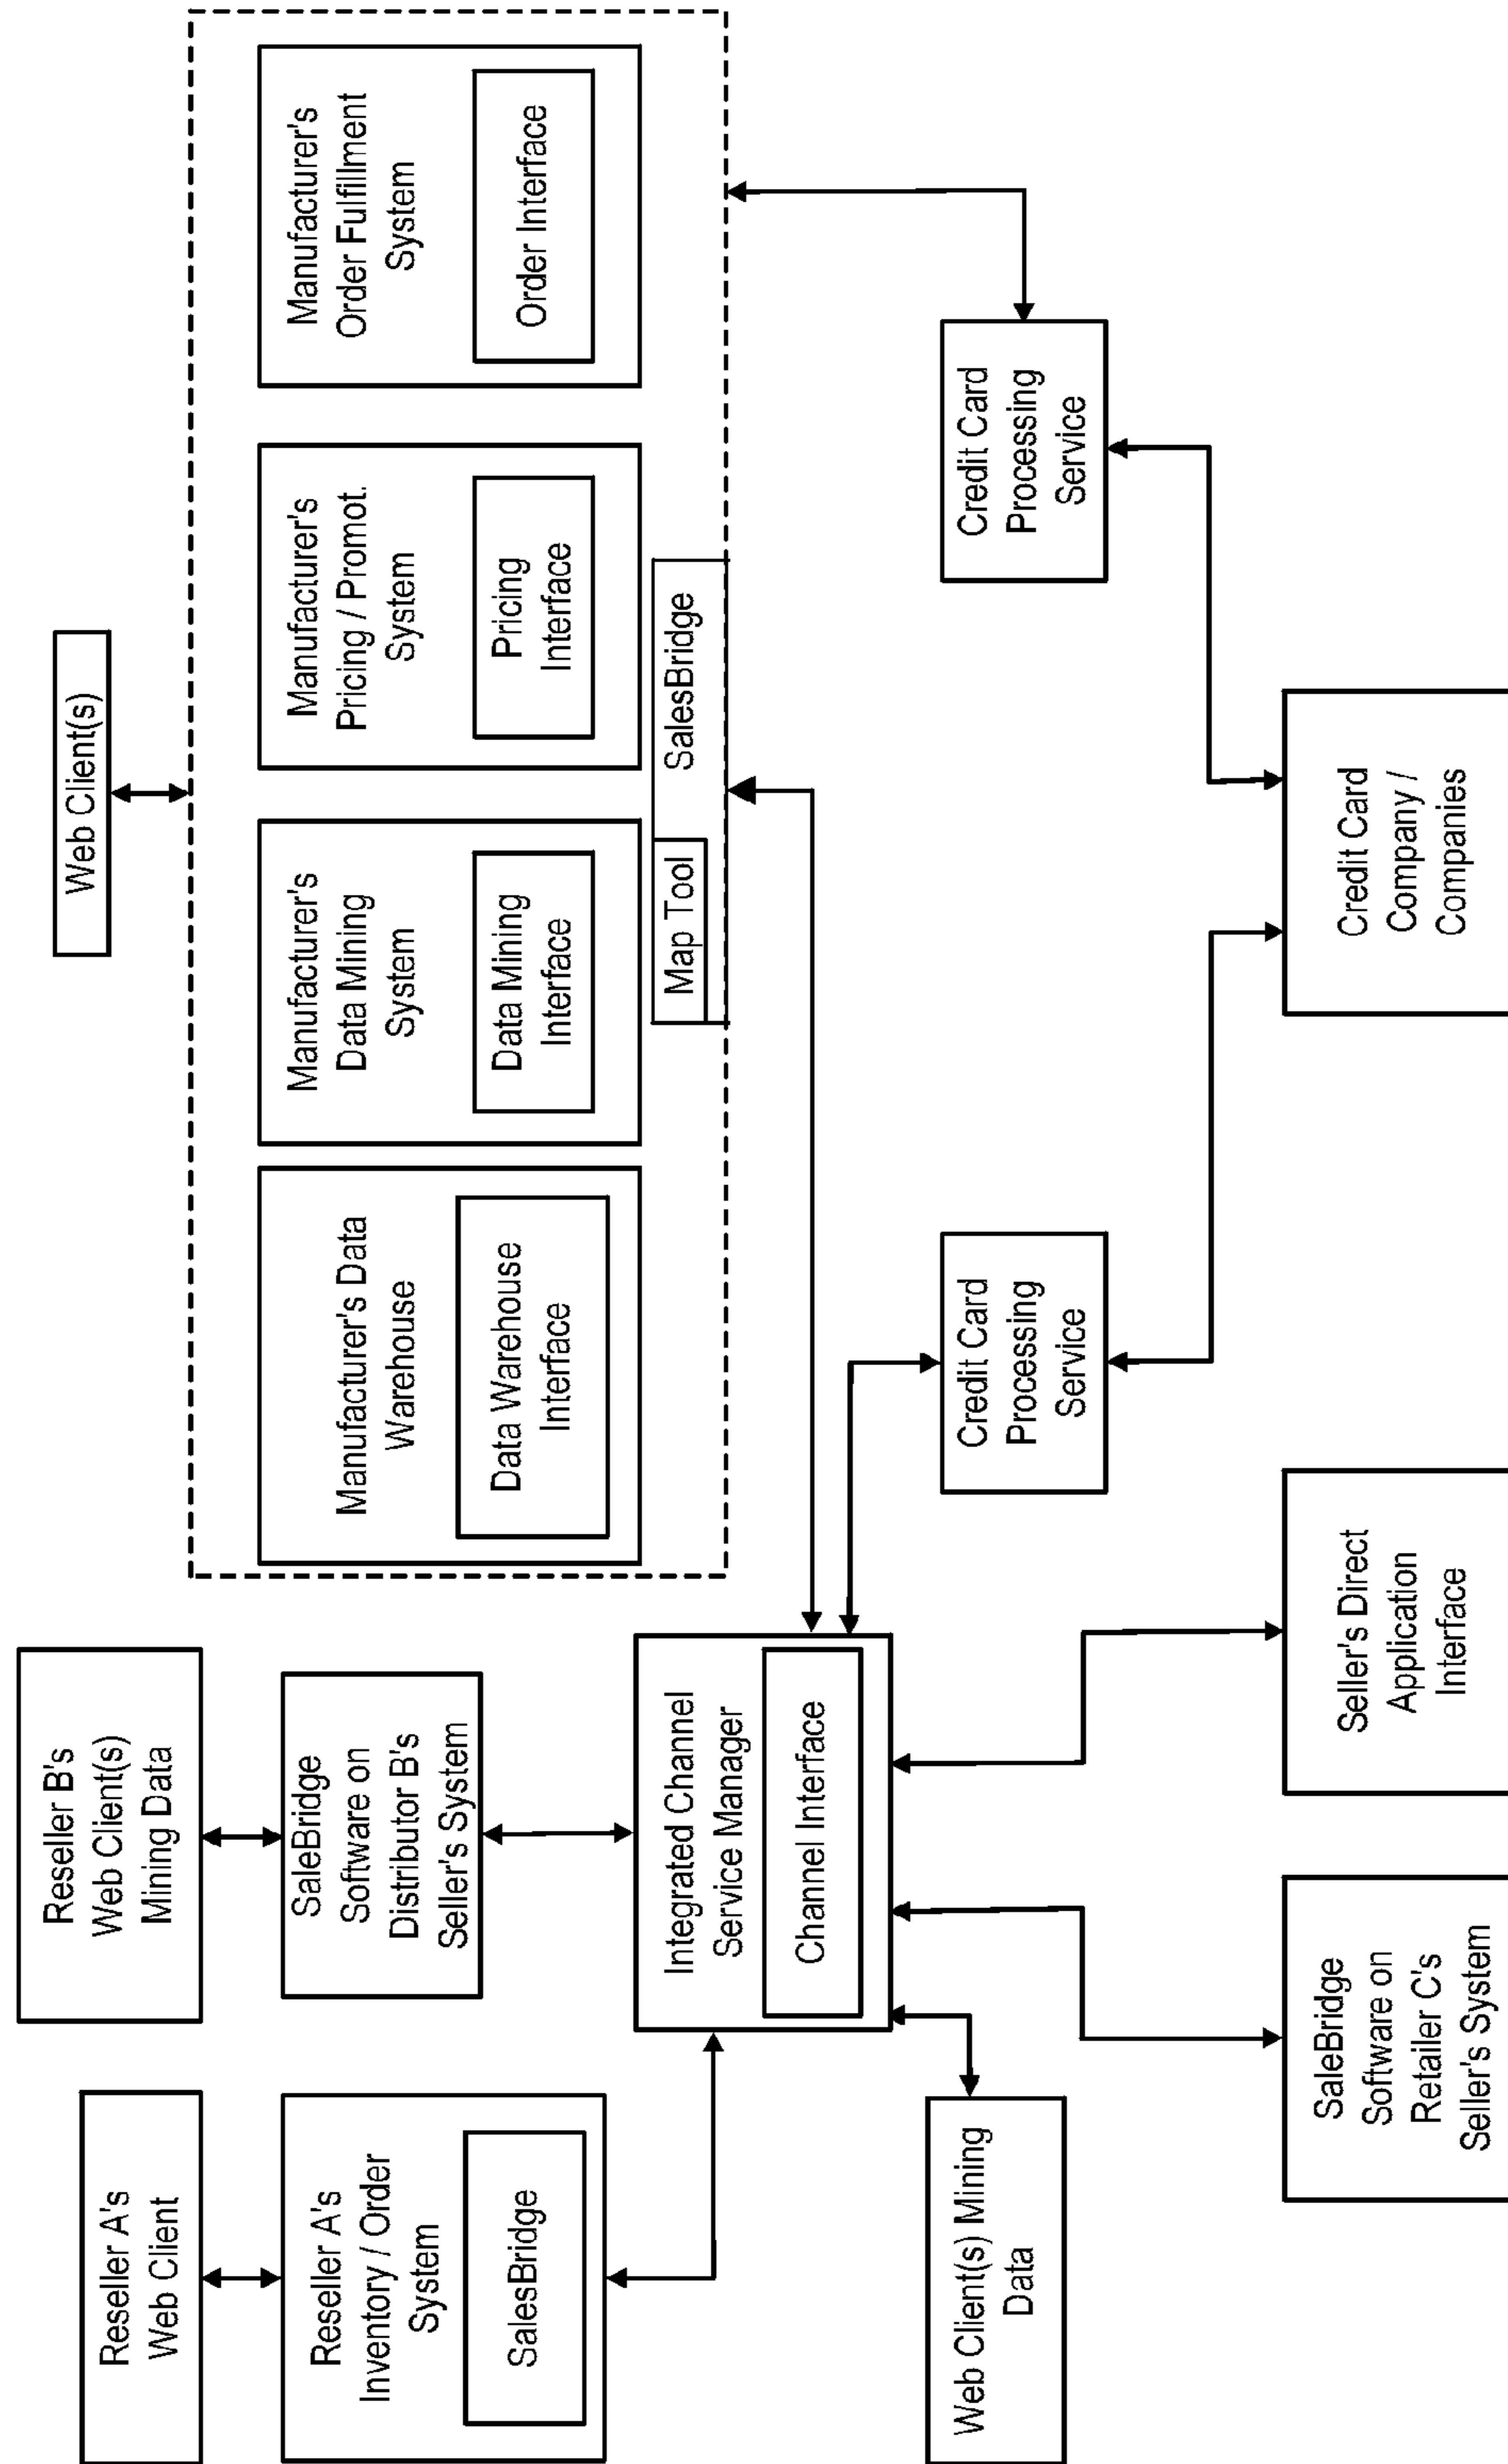 Reseller A's
Web Client
Reseller B's
Web Client(s)
Mining Data
Web Client(s)
Reseller A's
Inventory / Order
System
SalesBridge
SaleBridge
Software on
Distributor B's
Seller's System
Manufacturer's Data
Warehouse
Data Warehouse
Interface
Manufacturer's
Data Mining
System
Data Mining
Interface
Manufacturer's
Pricing / Promot.
System
Pricing
Interface
Manufacturer's
Order Fulfillment
System
Order Interface
Map Tool
SalesBridge
Integrated Channel
Service Manager
Channel Interface
Web Client(s) Mining
Data
Credit Card
Processing
Service
Credit Card
Processing
Service
SaleBridge
Software on
Retailer C's
Seller's System
Seller's Direct
Application
Interface
Credit Card
Company /
Companies